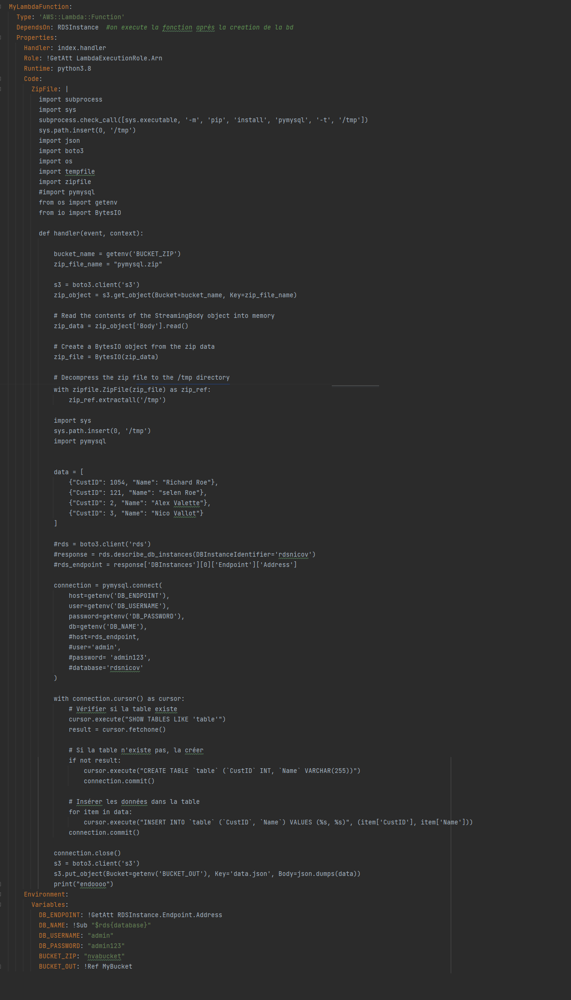 MyLambdaFunction:
  Type: 'AWS::Lambda::Function'
  DependsOn: RDSInstance  #on execute la fonction après la creation de la bd
  Properties:
    Handler: index.handler
    Role: !GetAtt LambdaExecutionRole.Arn
    Runtime: python3.8
    Code:
      ZipFile: |
        import subprocess
        import sys
        subprocess.check_call([sys.executable, '-m', 'pip', 'install', 'pymysql', '-t', '/tmp'])
        sys.path.insert(0, '/tmp')
        import json
        import boto3
        import os
        import tempfile
        import zipfile
        #import pymysql
        from os import getenv
        from io import BytesIO

        def handler(event, context):

            bucket_name = getenv('BUCKET_ZIP')
            zip_file_name = "pymysql.zip"

            s3 = boto3.client('s3')
            zip_object = s3.get_object(Bucket=bucket_name, Key=zip_file_name)

            # Read the contents of the StreamingBody object into memory
            zip_data = zip_object['Body'].read()

            # Create a BytesIO object from the zip data
            zip_file = BytesIO(zip_data)

            # Decompress the zip file to the /tmp directory
            with zipfile.ZipFile(zip_file) as zip_ref:
                zip_ref.extractall('/tmp')

            import sys
            sys.path.insert(0, '/tmp')
            import pymysql


            data = [
                {"CustID": 1054, "Name": "Richard Roe"},
                {"CustID": 121, "Name": "selen Roe"},
                {"CustID": 2, "Name": "Alex Valette"},
                {"CustID": 3, "Name": "Nico Vallot"}
            ]

            #rds = boto3.client('rds')
            #response = rds.describe_db_instances(DBInstanceIdentifier='rdsnicov')
            #rds_endpoint = response['DBInstances'][0]['Endpoint']['Address']

            connection = pymysql.connect(
                host=getenv('DB_ENDPOINT'),
                user=getenv('DB_USERNAME'),
                password=getenv('DB_PASSWORD'),
                db=getenv('DB_NAME'),
                #host=rds_endpoint,
                #user='admin',
                #password= 'admin123',
                #database='rdsnicov'
            )

            with connection.cursor() as cursor:
                # Vérifier si la table existe
                cursor.execute("SHOW TABLES LIKE 'table'")
                result = cursor.fetchone()

                # Si la table n'existe pas, la créer
                if not result:
                    cursor.execute("CREATE TABLE `table` (`CustID` INT, `Name` VARCHAR(255))")
                    connection.commit()

                # Insérer les données dans la table
                for item in data:
                    cursor.execute("INSERT INTO `table` (`CustID`, `Name`) VALUES (%s, %s)", (item['CustID'], item['Name']))
                connection.commit()

            connection.close()
            s3 = boto3.client('s3')
            s3.put_object(Bucket=getenv('BUCKET_OUT'), Key='data.json', Body=json.dumps(data))
            print("endoooo")
    Environment:
      Variables:
        DB_ENDPOINT: !GetAtt RDSInstance.Endpoint.Address
        DB_NAME: !Sub "$rds{database}"
        DB_USERNAME: "admin"
        DB_PASSWORD: "admin123"
        BUCKET_ZIP: "nvabucket"
        BUCKET_OUT: !Ref MyBucket